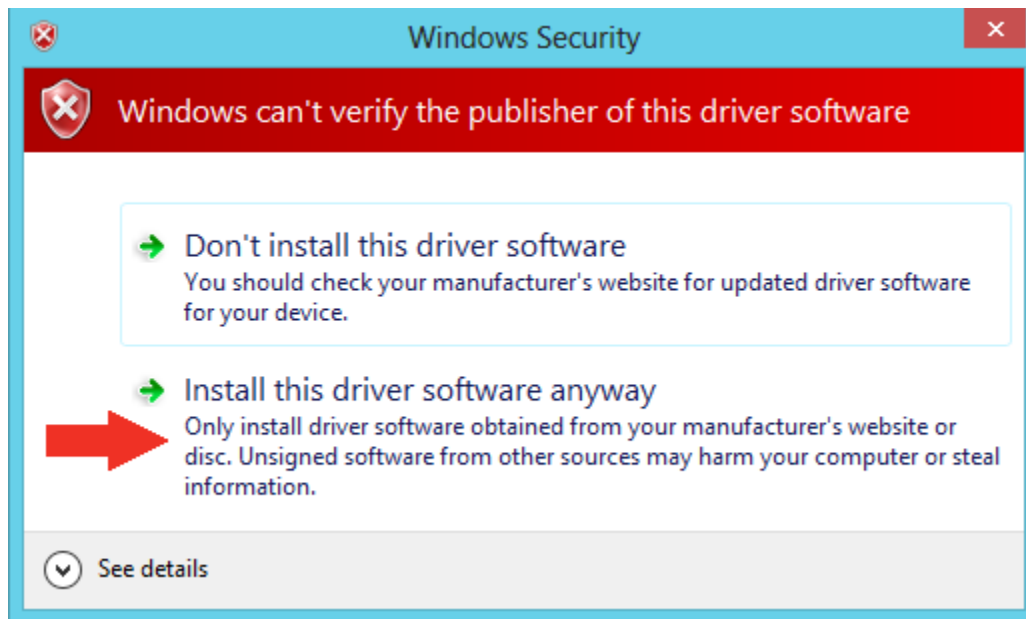 Windows Security
Windows can't verify the publisher of this driver software
Don't install this driver software
You should check your manufacturer's website for updated driver software
for your device.
Install this driver software anyway
Only install driver software obtained from your manufacturer's website or
disc. Unsigned software from other sources may harm your computer or steal
information.
See details